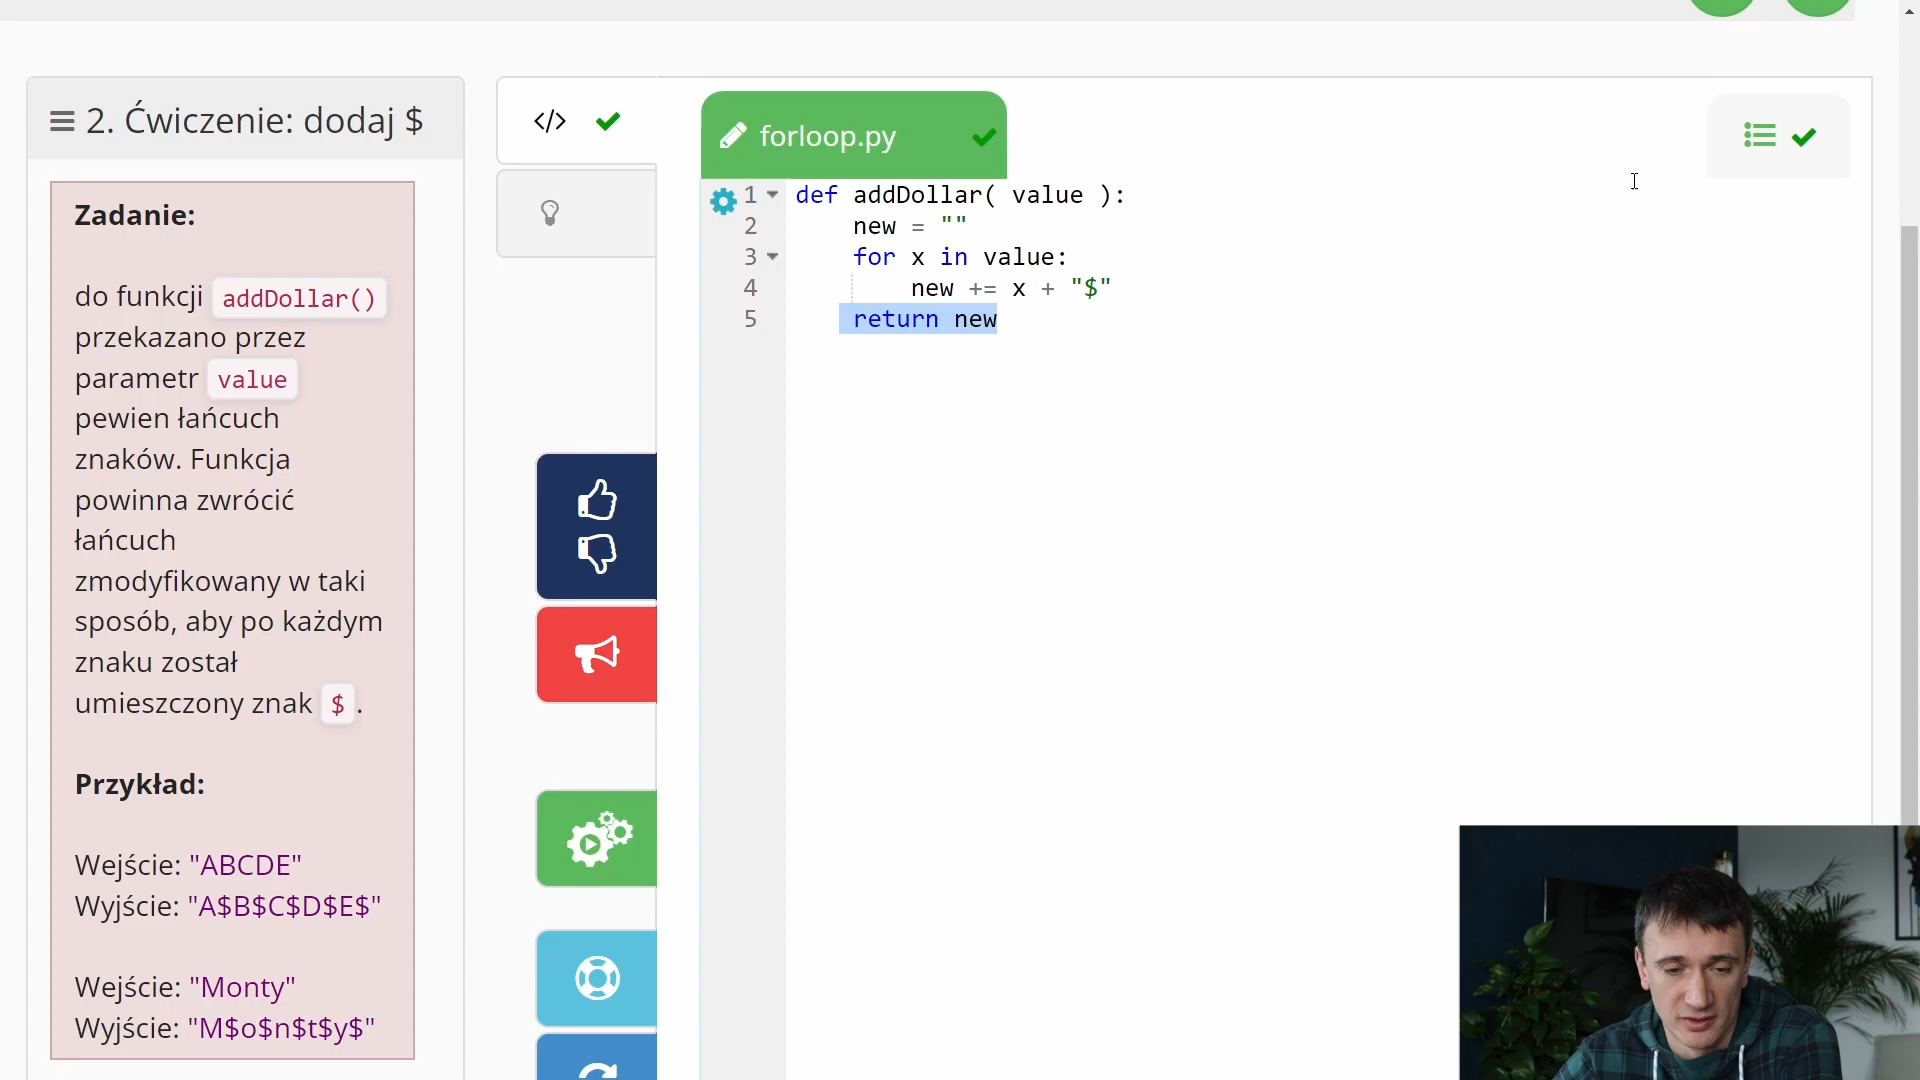 2. Ćwiczenie: dodaj $
Zadanie:
do funkcji addDollar()
przekazano przez
parametr value
pewien łańcuch
znaków. Funkcja
powinna zwrócić
łańcuch
zmodyfikowany w taki
sposób, aby po każdym
znaku został
umieszczony znak $.
Przykład:
Wejście: "ABCDE"
Wyjście: "A$B$C$D$E$"
Wejście: "Monty"
Wyjście: "M$o$n$t$y$"
</>
forloop.py
1 def addDollar( value ):
2 new = ""
3 for x in value:
4 new += x + "$"
5 return new